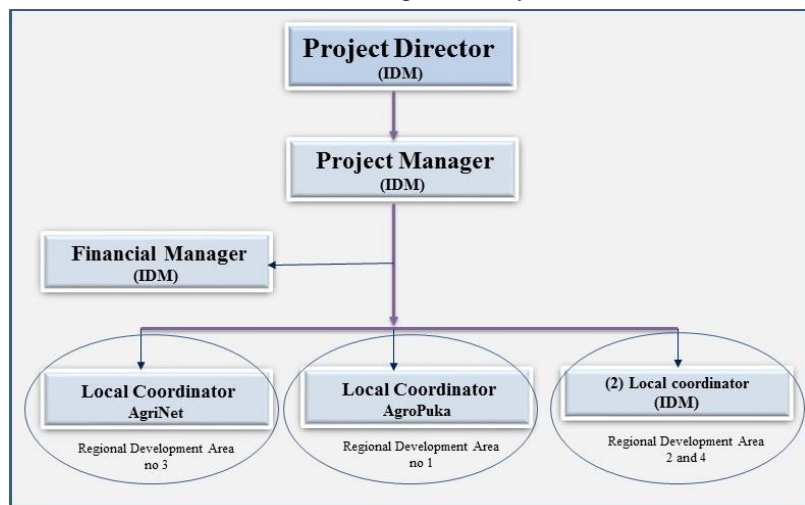 Project Director
(IDM)
Project Manager
(IDM)
Financial Manager
(IDM)
Local Coordinator
AgriNet
Regional Development Area
no 3
Local Coordinator
AgroPuka
Regional Development Area
no 1
(2) Local coordinator
(IDM)
Regional Development Area
2 and 4